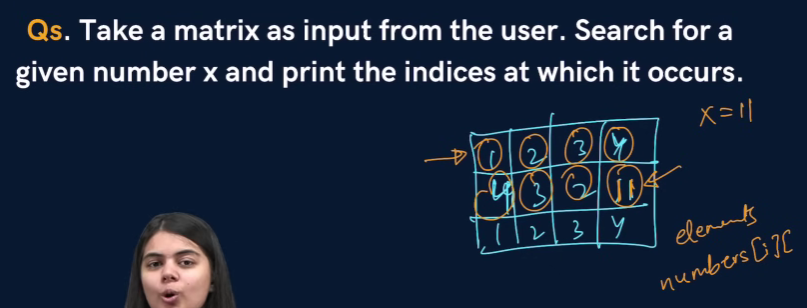 Qs. Take a matrix as input from the user. Search for a
given number x and print the indices at which it occurs.
x=11
1 2 3 4
4 3 2 11
1 2 3 4
elements
numbers[i][